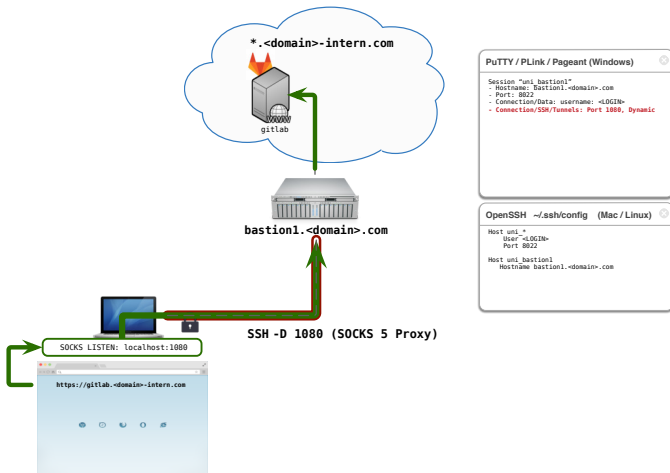 *.<domain>-intern.com
WWW
gitlab
bastion1.<domain>.com
SSH -D 1080 (SOCKS 5 Proxy)
SOCKS LISTEN: localhost:1080
https://gitlab.<domain>-intern.com
PuTTY / PLink / Pageant (Windows)
Session “uni_bastion1”
- Hostname: Bastion1.<domain>.com
- Port: 8022
- Connection/Data: username: <LOGIN>
- Connection/SSH/Tunnels: Port 1080, Dynamic
OpenSSH ~/.ssh/config (Mac / Linux)
Host uni_*
User <LOGIN>
Port 8022
Host uni_bastion1
Hostname bastion1.<domain>.com